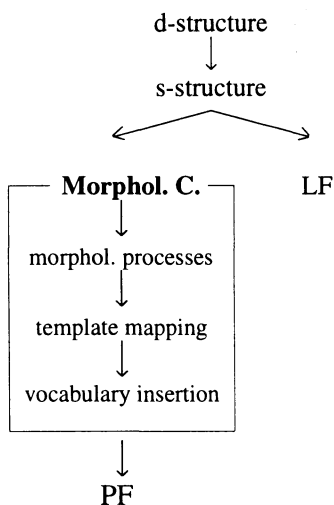 d-structure
s-structure
Morphol. C. LF
morphol. processes
template mapping
vocabulary insertion
PF